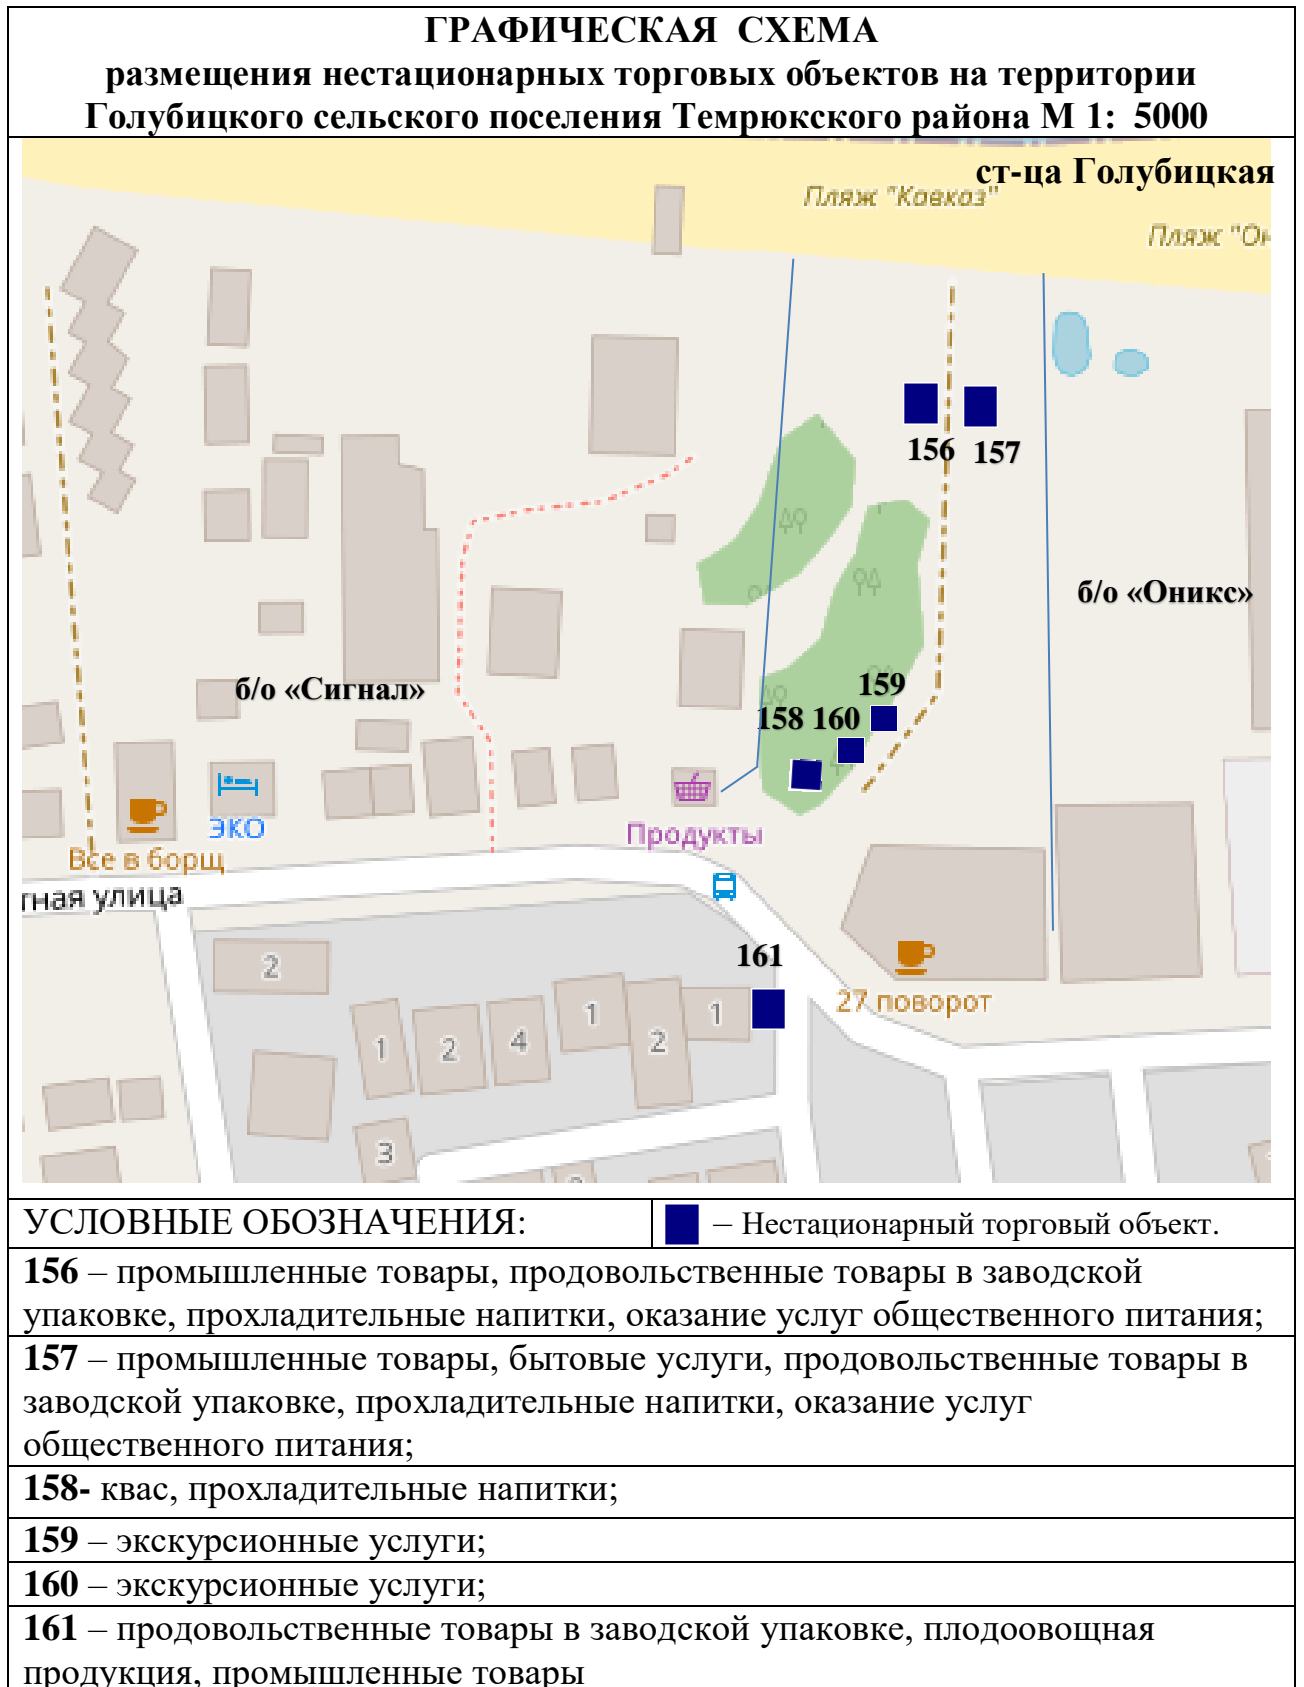 ГРАФИЧЕСКАЯ СХЕМА
размещения нестационарных торговых объектов на территории
Голубицкого сельского поселения Темрюкского района М 1: 5000
ст-ца Голубицкая
Пляж "Кавказ"
Пляж "Он
156 157
б/о «Оникс»
159
б/о «Сигнал»
158 160
ЭКО
Продукты
Все в борщ
тная улица
161
2
27 поворот
1
1
2
4
1
2
3
УСЛОВНЫЕ ОБОЗНАЧЕНИЯ:
– Нестационарный торговый объект.
156 – промышленные товары, продовольственные товары в заводской
упаковке, прохладительные напитки, оказание услуг общественного питания;
157 – промышленные товары, бытовые услуги, продовольственные товары в
заводской упаковке, прохладительные напитки, оказание услуг
общественного питания;
158- квас, прохладительные напитки;
159 – экскурсионные услуги;
160 – экскурсионные услуги;
161 – продовольственные товары в заводской упаковке, плодоовощная
продукция, промышленные товары